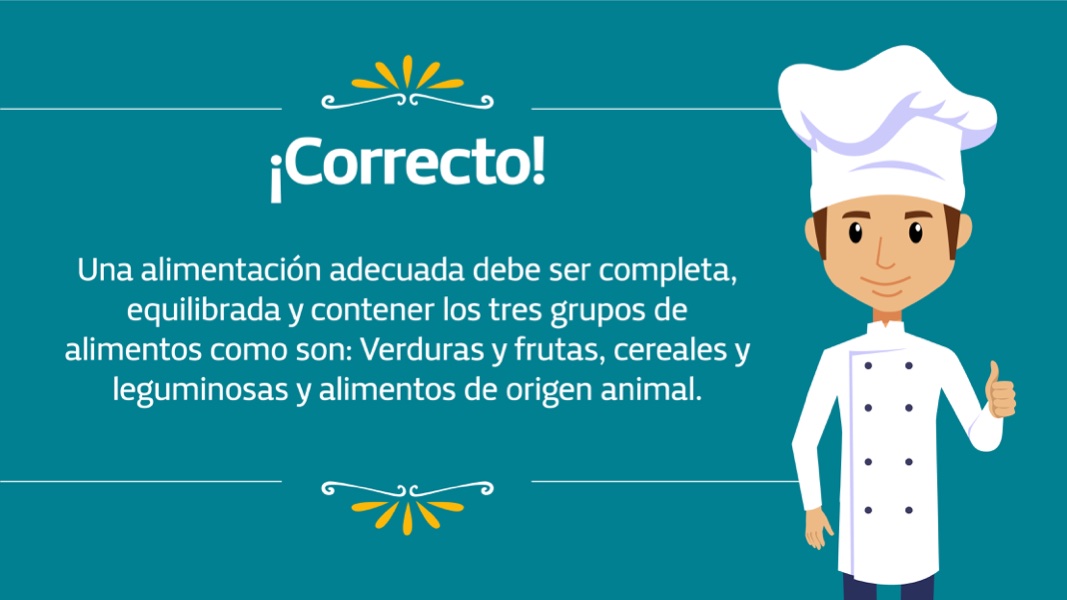 ¡Correcto!
Una alimentación adecuada debe ser completa,
equilibrada y contener los tres grupos de
alimentos como son: Verduras y frutas, cereales y
leguminosas y alimentos de origen animal.